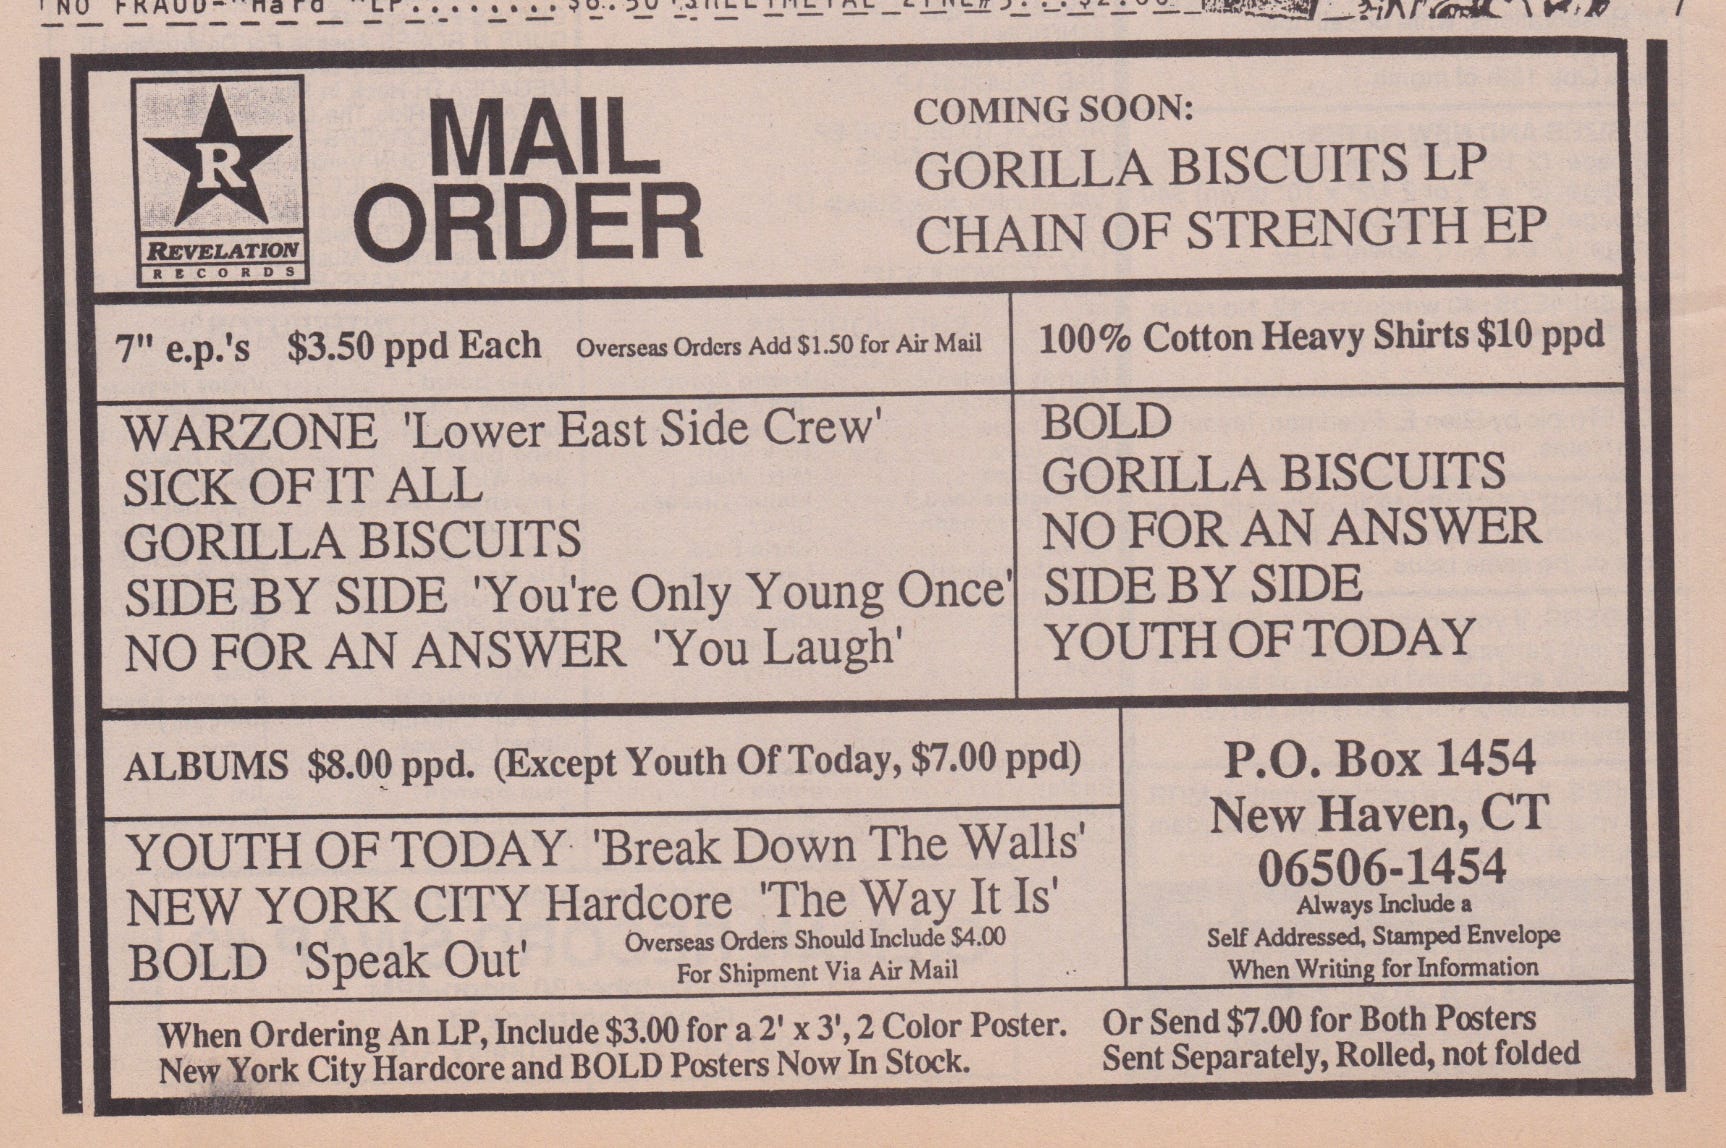 NO FRAUD-"Hard "LP........$6.50
R
REVELATION
RECORDS
MAIL
ORDER
COMING SOON:
GORILLA BISCUITS LP
CHAIN OF STRENGTH EP
7" e.p.'s $3.50 ppd Each Overseas Orders Add $1.50 for Air Mail
WARZONE 'Lower East Side Crew'
SICK OF IT ALL
GORILLA BISCUITS
SIDE BY SIDE 'You're Only Young Once'
NO FOR AN ANSWER 'You Laugh'
100% Cotton Heavy Shirts $10 ppd
BOLD
GORILLA BISCUITS
NO FOR AN ANSWER
SIDE BY SIDE
YOUTH OF TODAY
ALBUMS $8.00 ppd. (Except Youth Of Today, $7.00 ppd)
YOUTH OF TODAY 'Break Down The Walls'
NEW YORK CITY Hardcore 'The Way It Is'
BOLD 'Speak Out'
Overseas Orders Should Include $4.00
For Shipment Via Air Mail
P.O. Box 1454
New Haven, CT
06506-1454
Always Include a
Self Addressed, Stamped Envelope
When Writing for Information
When Ordering An LP, Include $3.00 for a 2' x 3', 2 Color Poster.
New York City Hardcore and BOLD Posters Now In Stock.
Or Send $7.00 for Both Posters
Sent Separately, Rolled, not folded